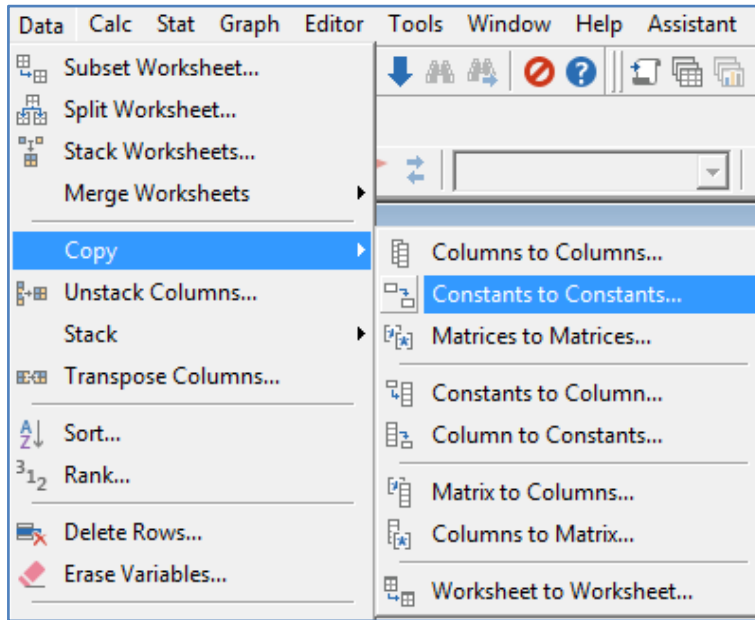 Data Calc Stat Graph Editor Tools Window Help Assistant
Subset Worksheet...
Split Worksheet...
Stack Worksheets...
Merge Worksheets
Copy
Unstack Columns...
Stack
Transpose Columns...
Sort...
Rank...
Delete Rows...
Erase Variables...
Columns to Columns...
Constants to Constants...
Matrices to Matrices...
Constants to Column...
Column to Constants...
Matrix to Columns...
Columns to Matrix...
Worksheet to Worksheet...